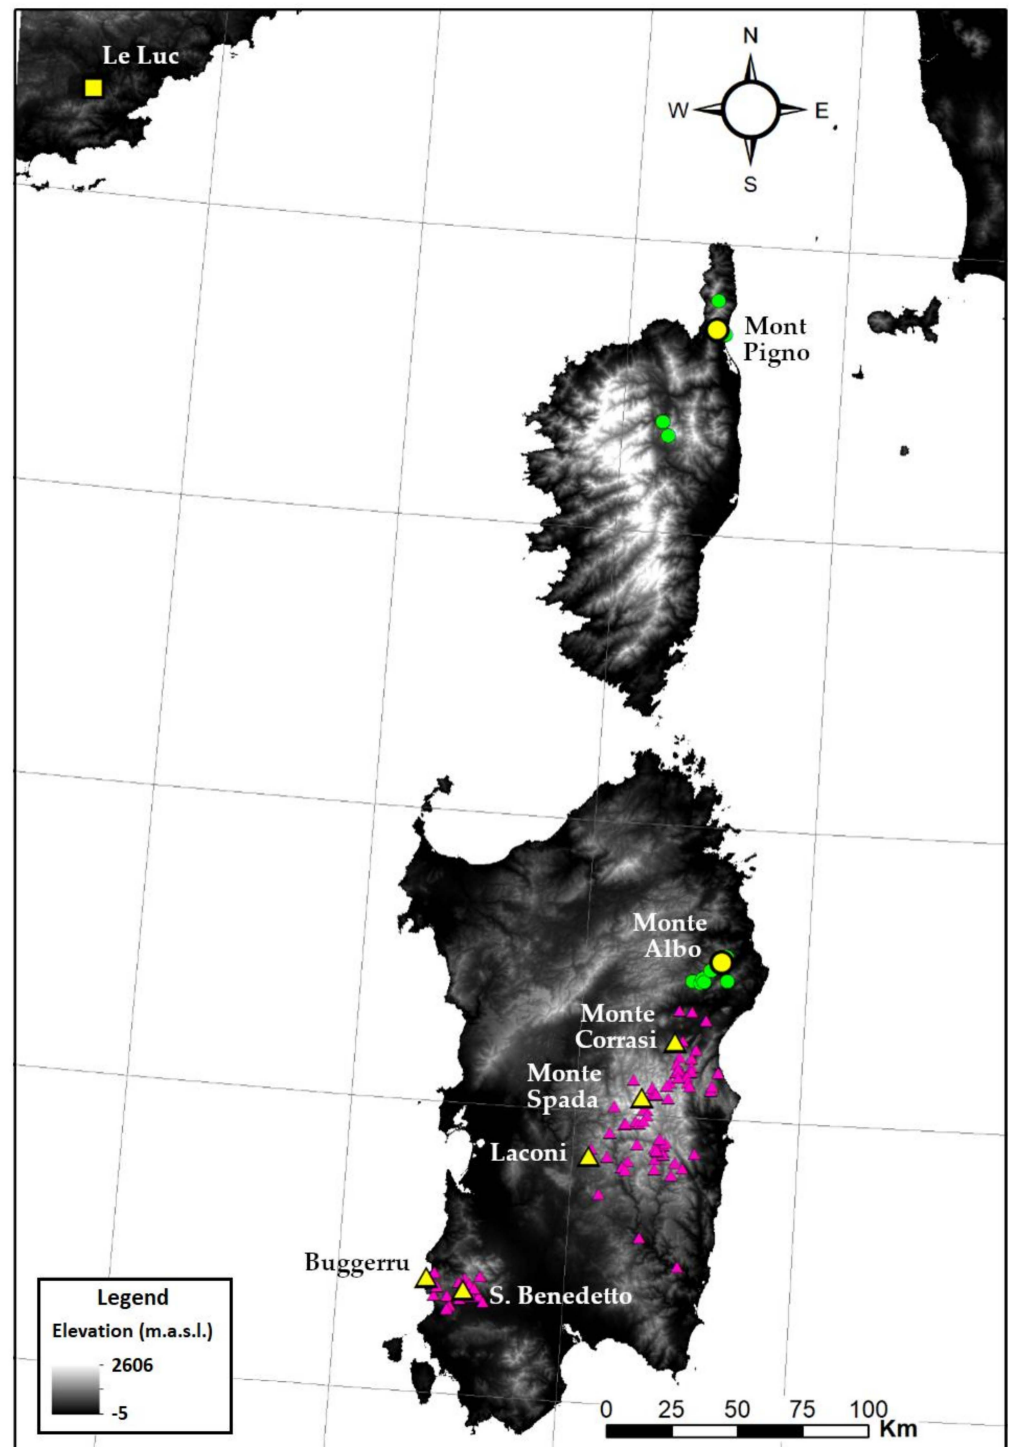 Le Luc
N
W
E
S
Mont
Pigno
Monte
Albo
Monte
Corrasi
Monte
Spada
Laconi
Buggerru
S. Benedetto
Legend
Elevation (m.a.s.l.)
2606
-5
0 25 50 75 100
Km